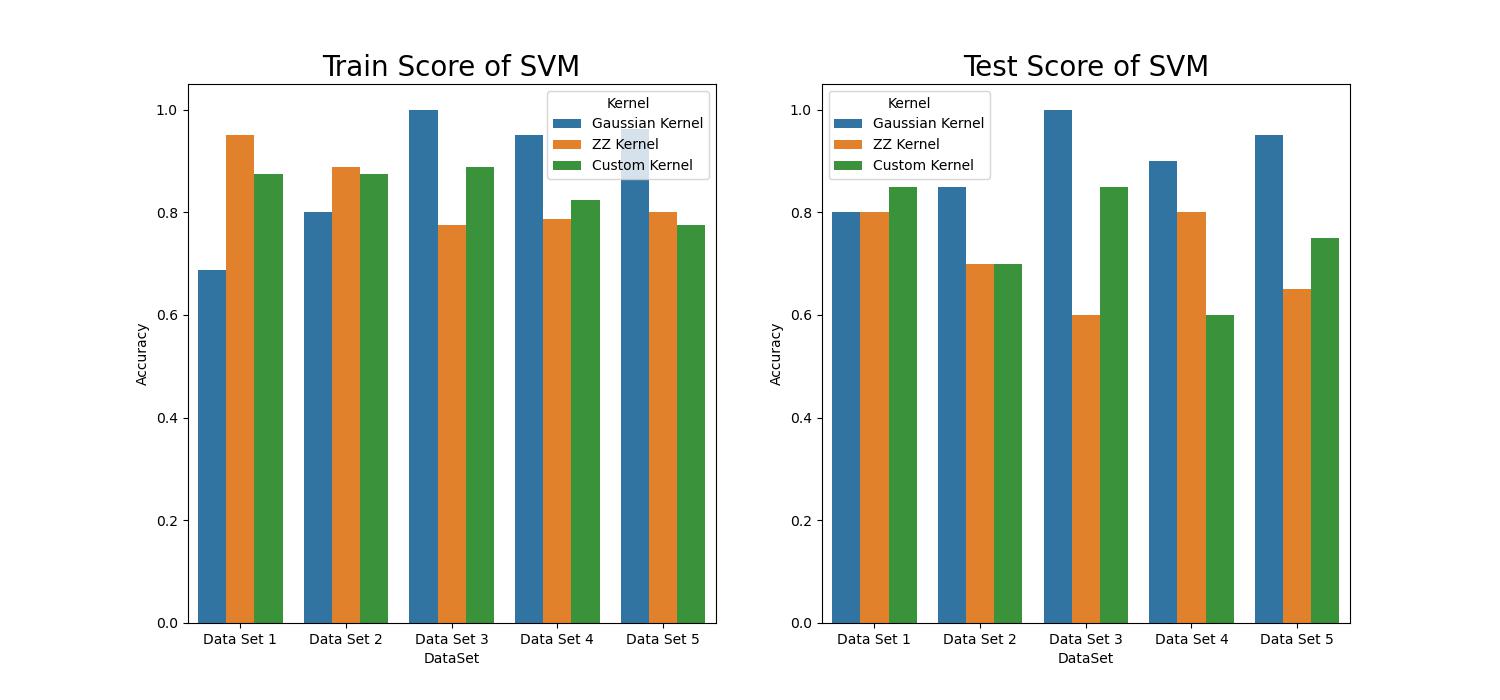 Train Score of SVM
Kernel
Gaussian Kernel
ZZ Kernel
Custom Kernel
1.0
0.8
0.6
0.4
0.2
0.0
Accuracy
Data Set 1 Data Set 2 Data Set 3 Data Set 4 Data Set 5
DataSet
Test Score of SVM
Kernel
Gaussian Kernel
ZZ Kernel
Custom Kernel
1.0
0.8
0.6
0.4
0.2
0.0
Accuracy
Data Set 1 Data Set 2 Data Set 3 Data Set 4 Data Set 5
DataSet